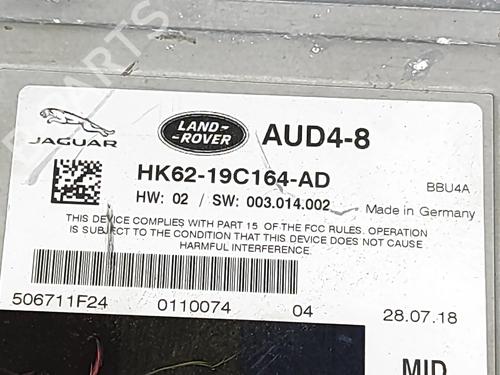 JAGUAR
LAND-
ROVER
AUD4-8
HK62-19C164-AD
BBU4A
HW: 02 / SW: 003.014.002
Made in Germany
THIS DEVICE COMPLIES WITH PART 15 OF THE FCC RULES. OPERATION
IS SUBJECT TO THE CONDITION THAT THIS DEVICE DOES NOT CAUSE
HARMFUL INTERFERENCE.
506711F24 0110074 04 28.07.18
MID